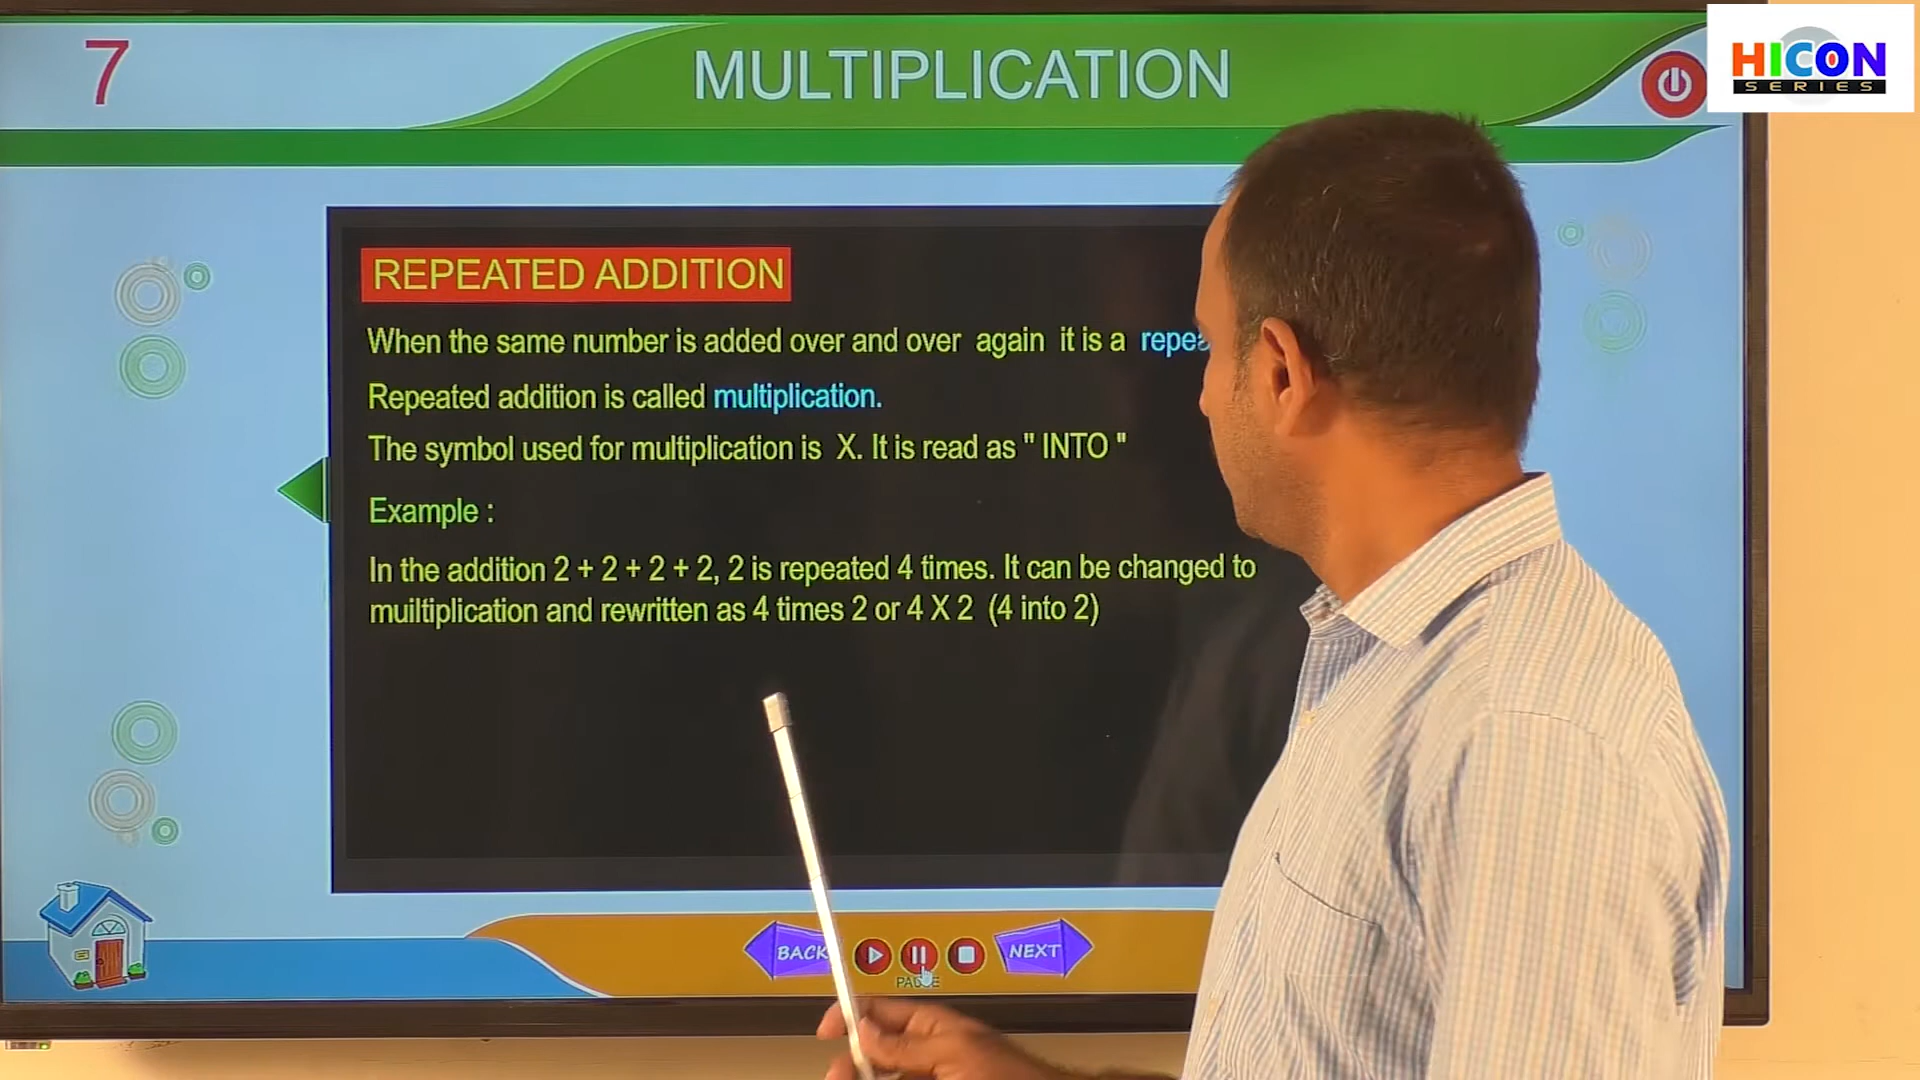 7
MULTIPLICATION
HICON
SERIES
REPEATED ADDITION
When the same number is added over and over again it is a
Repeated addition is called multiplication.
The symbol used for multiplication is X. It is read as " INTO "
Example :
In the addition 2 + 2 + 2 + 2, 2 is repeated 4 times. It can be changed to
muiltiplication and rewritten as 4 times 2 or 4 X 2 (4 into 2)
BACK
NEXT
PAUSE